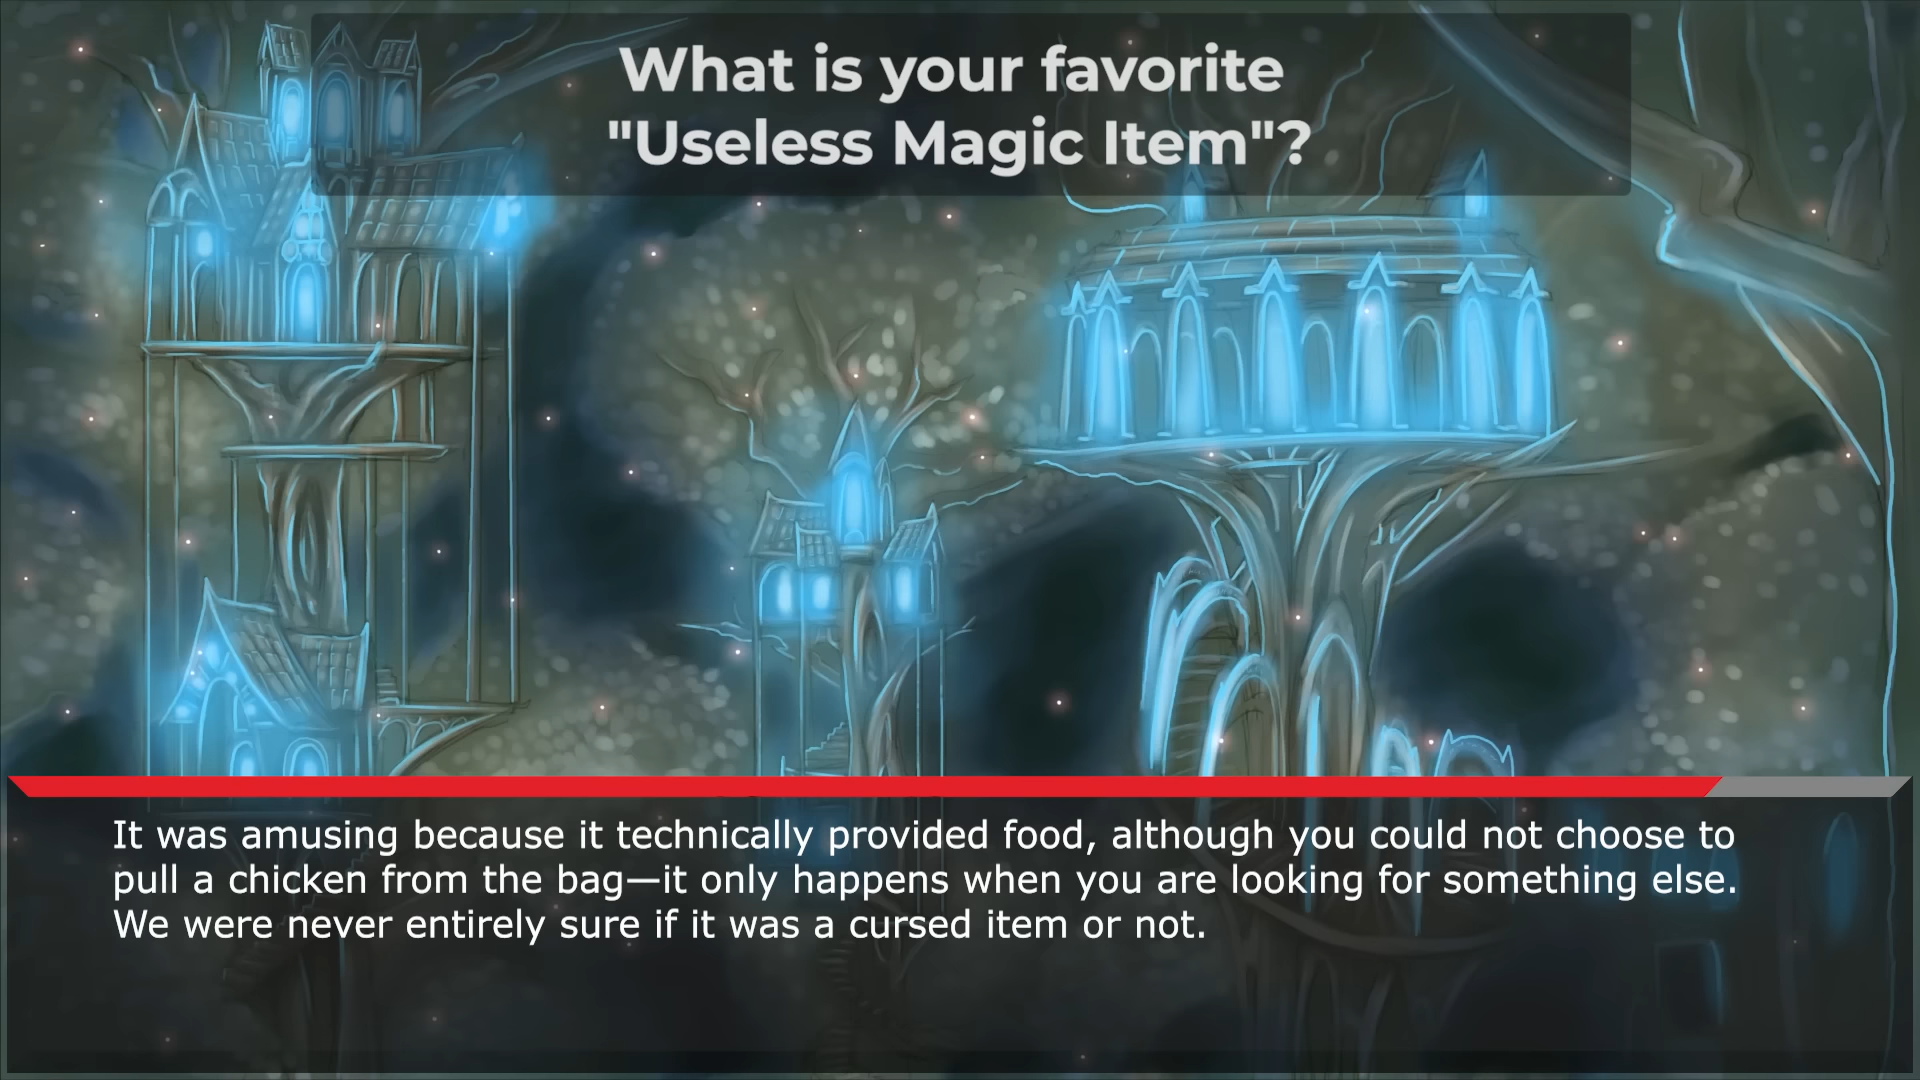 What is your favorite
"Useless Magic Item"?
It was amusing because it technically provided food, although you could not choose to
pull a chicken from the bag—it only happens when you are looking for something else.
We were never entirely sure if it was a cursed item or not.